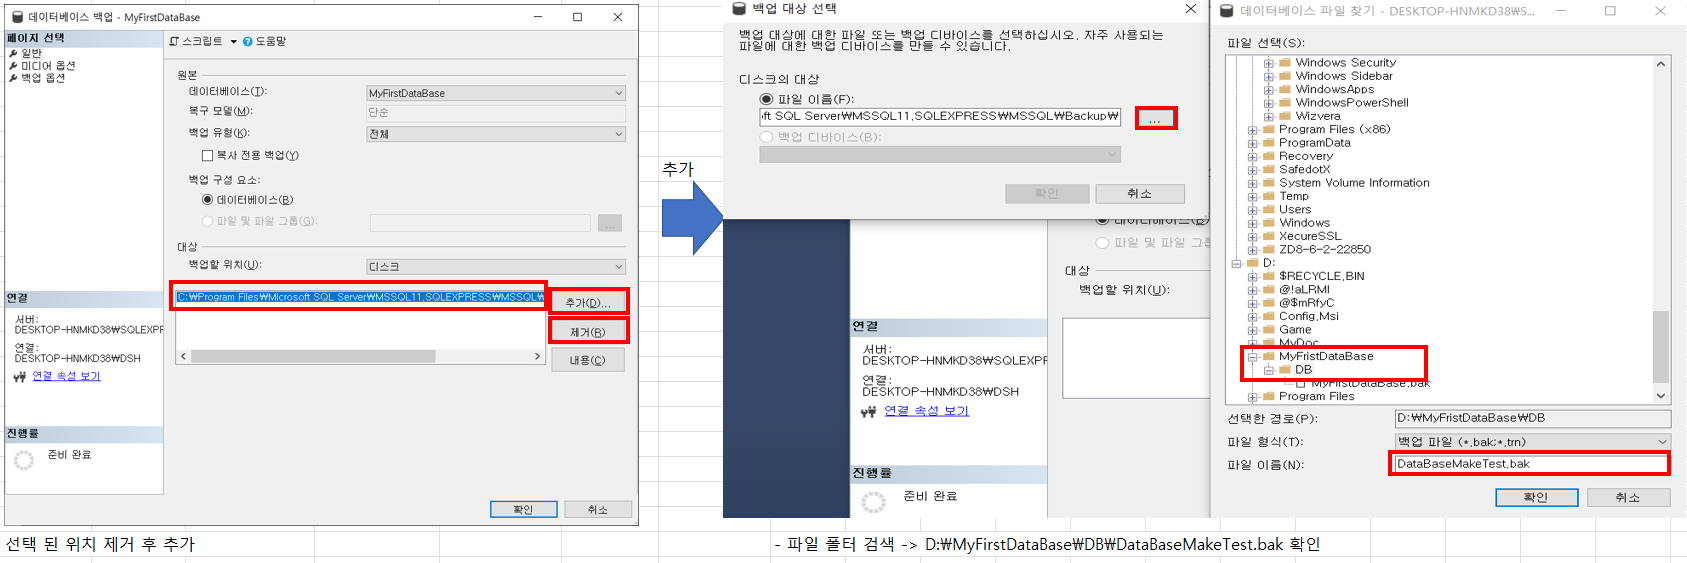 데이터베이스 백업 - MyFirstDataBase
페이지 선택
일반
미디어 옵션
백업 옵션
스크립트
도움말
원본
데이터베이스(T):
MyFirstDataBase
복구 모델(M):
단순
백업 유형(K):
전체
복사 전용 백업(Y)
백업 구성 요소:
데이터베이스(B)
파일 및 파일 그룹(G):
...
대상
백업할 위치(U):
디스크
C:\Program Files\Microsoft SQL Server\MSSQL11.SQLEXPRESS\MSSQL\
추가(D)...
제거(R)
내용(C)
연결
서버:
DESKTOP-HNMKD38\SQLEXPF
연결:
DESKTOP-HNMKD38\DSH
연결 속성 보기
진행률
준비 완료
확인
취소
선택 된 위치 제거 후 추가
추가
백업 대상 선택
백업 대상에 대한 파일 또는 백업 디바이스를 선택하십시오. 자주 사용되는
파일에 대한 백업 디바이스를 만들 수 있습니다.
디스크의 대상
파일 이름(F):
ft SQL Server\MSSQL11.SQLEXPRESS\MSSQL\Backup\
...
백업 디바이스(B):
확인
취소
데이터베이스(B)
파일 및 파일 그룹
대상
백업할 위치(U):
연결
서버:
DESKTOP-HNMKD38\SQLEXPF
연결:
DESKTOP-HNMKD38\DSH
연결 속성 보기
진행률
준비 완료
데이터베이스 파일 찾기 - DESKTOP-HNMKD38\S...
파일 선택(S):
Windows Security
Windows Sidebar
WindowsApps
WindowsPowerShell
Wizvera
Program Files (x86)
ProgramData
Recovery
SafedotX
System Volume Information
Temp
Users
Windows
XecureSSL
ZD8-6-2-22850
D:
$RECYCLE.BIN
@!aLRMI
@$mRfyC
Config.Msi
Game
MyDoc
MyFristDataBase
DB
MyFirstDataBase.bak
Program Files
선택한 경로(P):
D:\MyFristDataBase\DB
파일 형식(T):
백업 파일 (*.bak;*.trn)
파일 이름(N):
DataBaseMakeTest.bak
확인
취소
- 파일 폴터 검색 -> D:\MyFirstDataBase\DB\DataBaseMakeTest.bak 확인